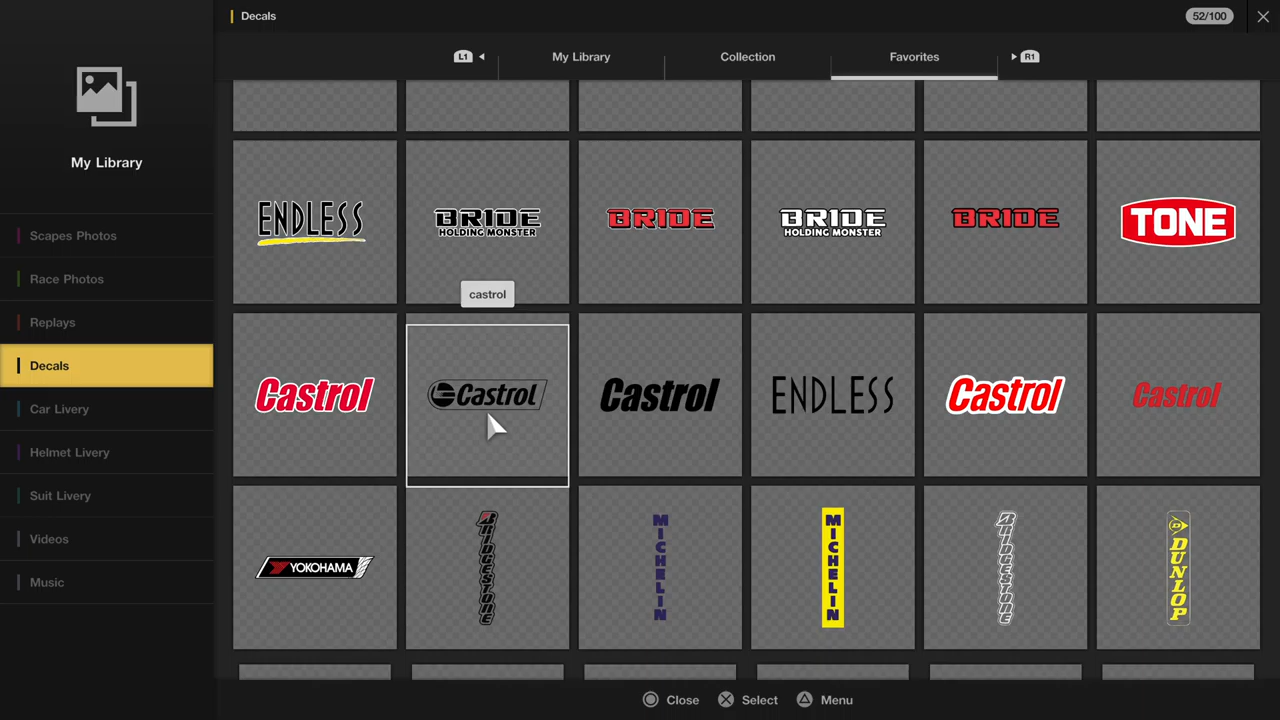 Decals
52/100
L1
My Library
Collection
Favorites
R1
My Library
Scapes Photos
Race Photos
Replays
Decals
Car Livery
Helmet Livery
Suit Livery
Videos
Music
ENDLESS
BRIDE
HOLDING MONSTER
BRIDE
BRIDE
HOLDING MONSTER
BRIDE
TONE
castrol
Castrol
Castrol
Castrol
ENDLESS
Castrol
Castrol
YOKOHAMA
BRIDGESTONE
MICHELIN
MICHELIN
BRIDGESTONE
DUNLOP
Close
Select
Menu